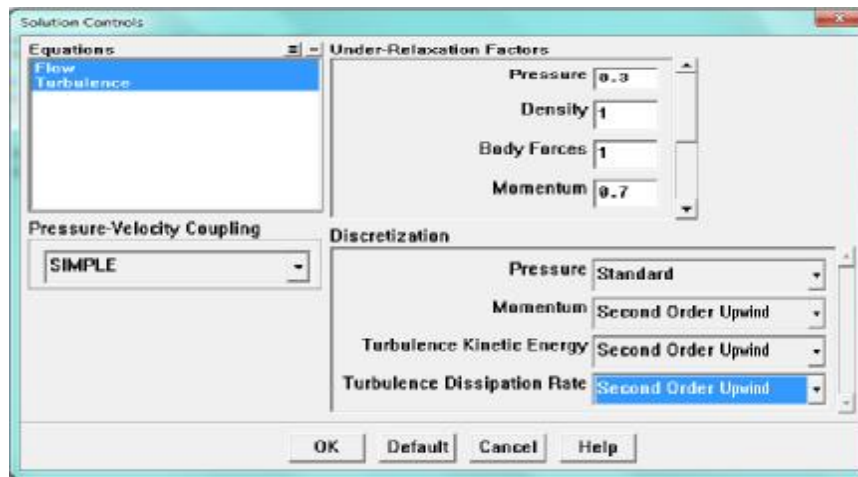 Solution Controls
Equations
Flow
Turbulence
Under-Relaxation Factors
Pressure 0.3
Density 1
Body Forces 1
Momentum 0.7
Pressure-Velocity Coupling
SIMPLE
Discretization
Pressure Standard
Momentum Second Order Upwind
Turbulence Kinetic Energy Second Order Upwind
Turbulence Dissipation Rate Second Order Upwind
OK Default Cancel Help